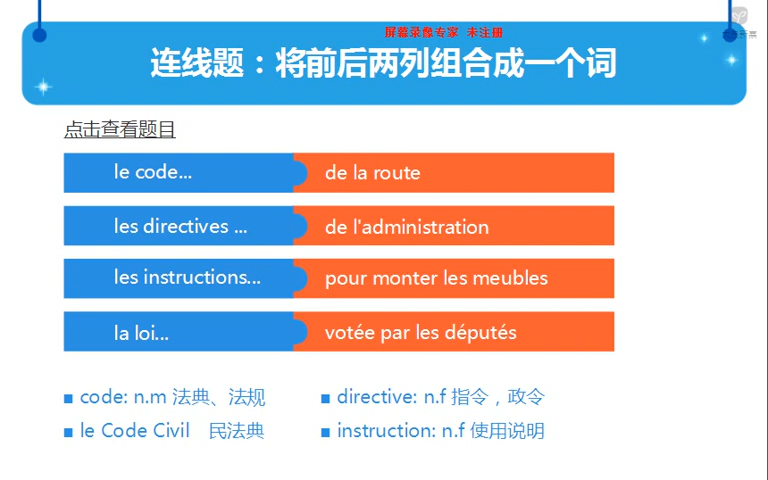 屏幕录像专家 未注册
连线题：将前后两列组合成一个词
点击查看题目
le code... de la route
les directives ... de l'administration
les instructions... pour monter les meubles
la loi... votée par les députés
■ code: n.m 法典、法规 ■ directive: n.f 指令，政令
■ le Code Civil 民法典 ■ instruction: n.f 使用说明